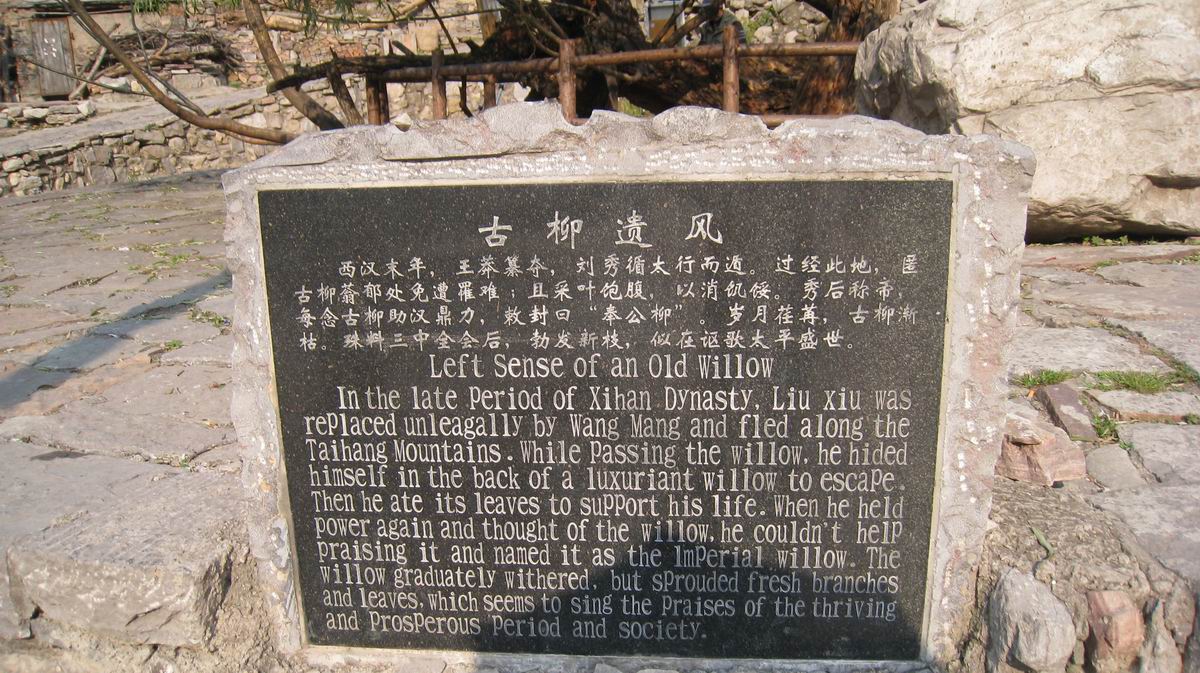 古柳遗风
西汉末年，王莽篡夺，刘秀循太行而遁。过经此地，匿
古柳蓊郁处免遭罹难；且采叶饱腹，以消饥馁。秀后称帝，
每念古柳助汉鼎力，敕封曰“奉公柳”。岁月荏苒，古柳渐
枯。殊料三中全会后，勃发新枝，似在讴歌太平盛世。
Left Sense of an Old Willow
In the late Period of Xihan Dynasty, Liu xiu was
rePlaced unleagally by Wang Mang and fled along the
Taihang Mountains. While Passing the willow, he hided
himself in the back of a luxuriant willow to escaPe.
Then he ate its leaves to suPPort his life. When he held
power again and thought of the willow, he couldn't helP
praising it and named it as the lmPerial willow. The
willow graduately withered, but sProuded fresh branches
and leaves, which seems to sing the Praises of the thriving
and ProsPerous Period and society.